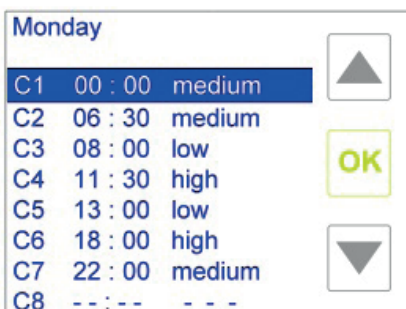 Monday
C1 00 : 00 medium
C2 06 : 30 medium
C3 08 : 00 low
OK
C4 11 : 30 high
C5 13 : 00 low
C6 18 : 00 high
C7 22 : 00 medium
C8 - - : - - - - -